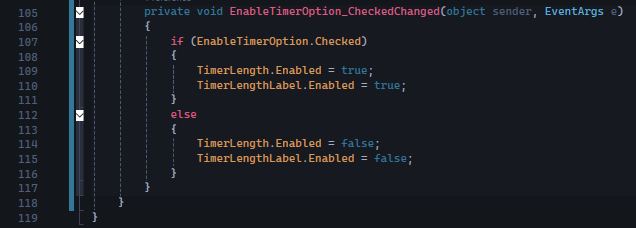 105 private void EnableTimerOption_CheckedChanged(object sender, EventArgs e)
106 {
107 if (EnableTimerOption.Checked)
108 {
109 TimerLength.Enabled = true;
110 TimerLengthLabel.Enabled = true;
111 }
112 else
113 {
114 TimerLength.Enabled = false;
115 TimerLengthLabel.Enabled = false;
116 }
117 }
118 }
119 }